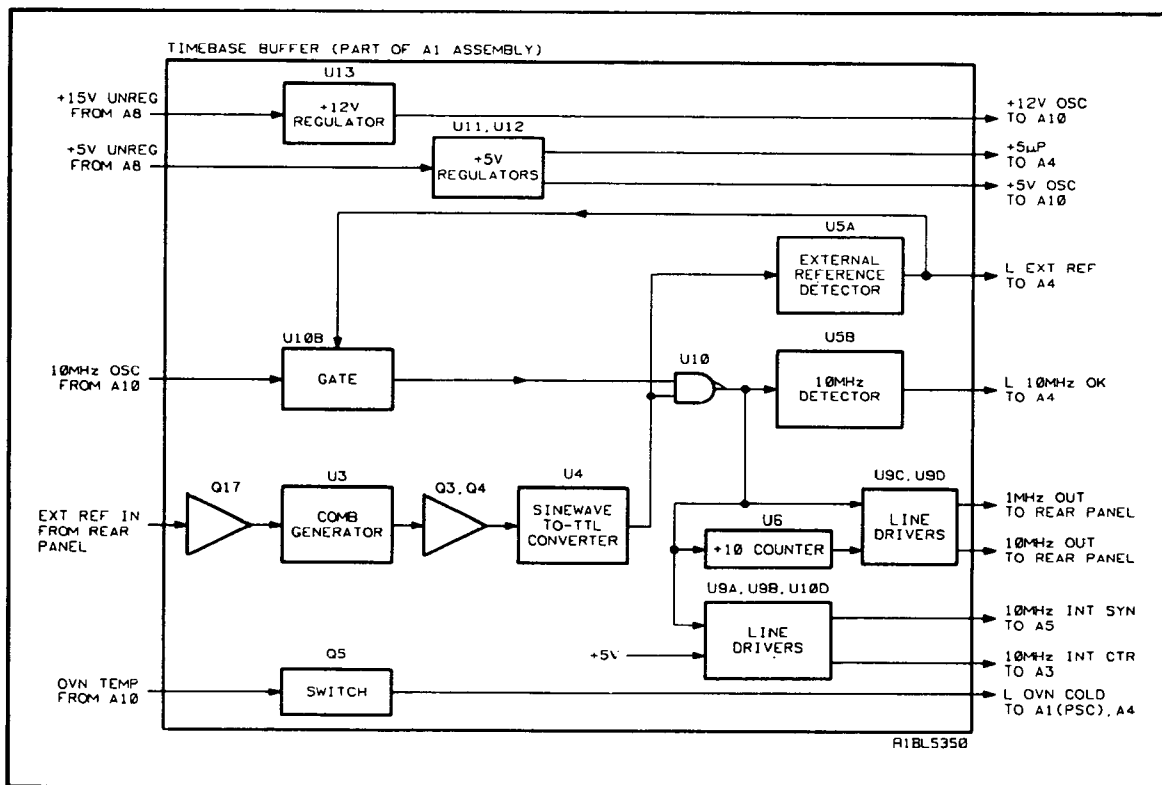 TIMEBASE BUFFER (PART OF A1 ASSEMBLY)
U13
+15V UNREG
FROM A8
+12V
REGULATOR
+12V OSC
TO A10
U11, U12
+5V UNREG
FROM A8
+5V
REGULATORS
+5µP
TO A4
+5V OSC
TO A10
U5A
EXTERNAL
REFERENCE
DETECTOR
L EXT REF
TO A4
U10B
10MHz OSC
FROM A10
GATE
U10
U5B
10MHz
DETECTOR
L 10MHz OK
TO A4
Q17
EXT REF IN
FROM REAR
PANEL
U3
COMB
GENERATOR
Q3, Q4
U4
SINEWAVE
TO-TTL
CONVERTER
U9C, U9D
LINE
DRIVERS
1MHz OUT
TO REAR PANEL
10MHz OUT
TO REAR PANEL
U6
+10 COUNTER
U9A, U9B, U10D
LINE
DRIVERS
+5V
10MHz INT SYN
TO A5
10MHz INT CTR
TO A3
Q5
OVN TEMP
FROM A10
SWITCH
L OVN COLD
TO A1(PSC), A4
A1BL5350